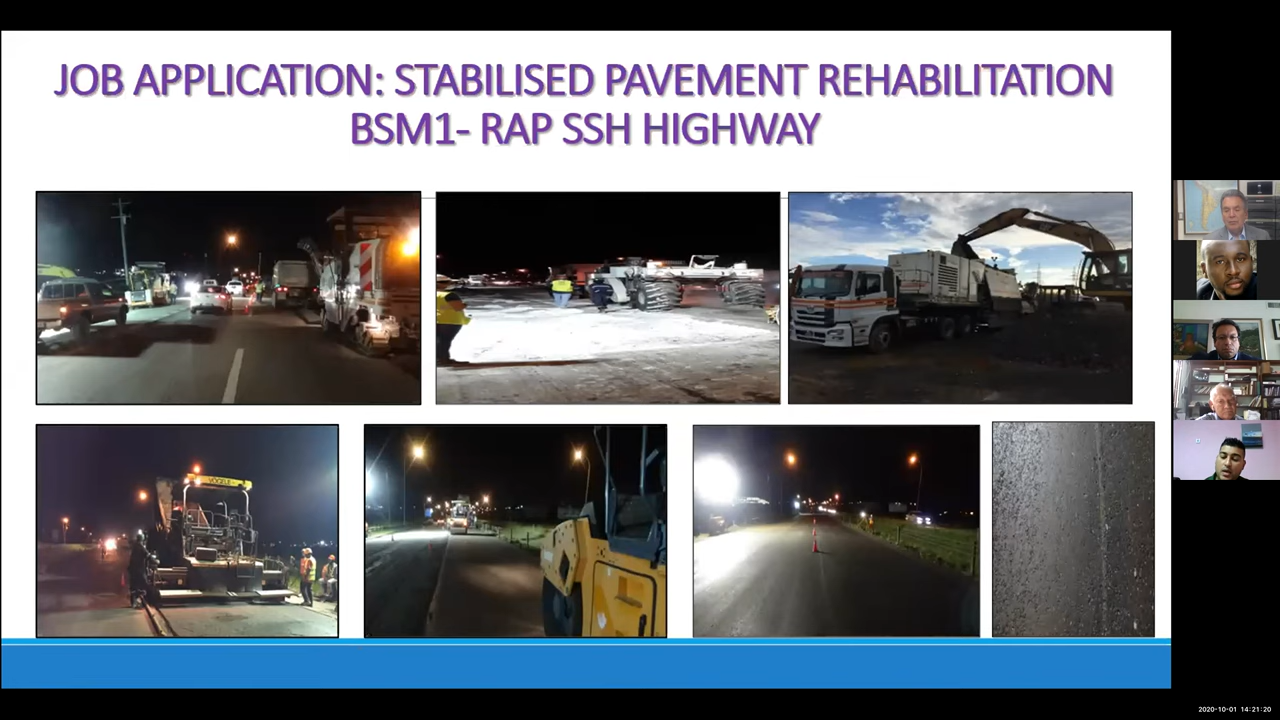 JOB APPLICATION: STABILISED PAVEMENT REHABILITATION
BSM1- RAP SSH HIGHWAY
VÖGELE
2020-10-01 14:21:20